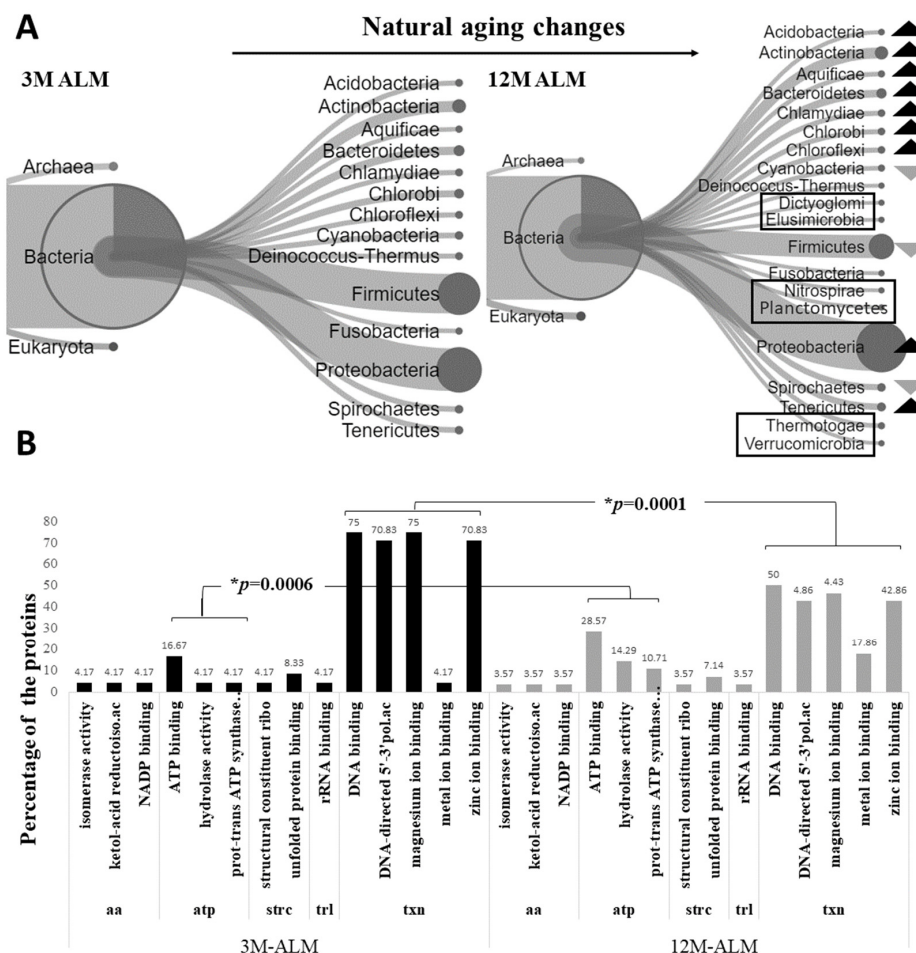 A
Natural aging changes
3M ALM
12M ALM
Archaea
Bacteria
Eukaryota
Acidobacteria
Actinobacteria
Aquificae
Bacteroidetes
Chlamydiae
Chlorobi
Chloroflexi
Cyanobacteria
Deinococcus-Thermus
Firmicutes
Fusobacteria
Proteobacteria
Spirochaetes
Tenericutes
Archaea
Bacteria
Eukaryota
Acidobacteria
Actinobacteria
Aquificae
Bacteroidetes
Chlamydiae
Chlorobi
Chloroflexi
Cyanobacteria
Deinococcus-Thermus
Dictyoglomi
Elusimicrobia
Firmicutes
Fusobacteria
Nitrospirae
Planctomycetes
Proteobacteria
Spirochaetes
Tenericutes
Thermotogae
Verrucomicrobia
B
Percentage of the proteins
80
70
60
50
40
30
20
10
0
*p=0.0006
*p=0.0001
4.17 4.17 4.17 16.67 4.17 4.17 4.17 8.33 4.17 75 70.83 75 4.17 70.83
3.57 3.57 3.57 28.57 14.29 10.71 3.57 7.14 3.57 50 4.86 4.43 17.86 42.86
isomerase activity
ketol-acid reductoiso.ac
NADP binding
ATP binding
hydrolase activity
prot-trans ATP synthase…
structural constituent ribo
unfolded protein binding
rRNA binding
DNA binding
DNA-directed 5'-3'pol.ac
magnesium ion binding
metal ion binding
zinc ion binding
isomerase activity
ketol-acid reductoiso.ac
NADP binding
ATP binding
hydrolase activity
prot-trans ATP synthase…
structural constituent ribo
unfolded protein binding
rRNA binding
DNA binding
DNA-directed 5'-3'pol.ac
magnesium ion binding
metal ion binding
zinc ion binding
aa atp strc trl txn aa atp strc trl txn
3M-ALM 12M-ALM